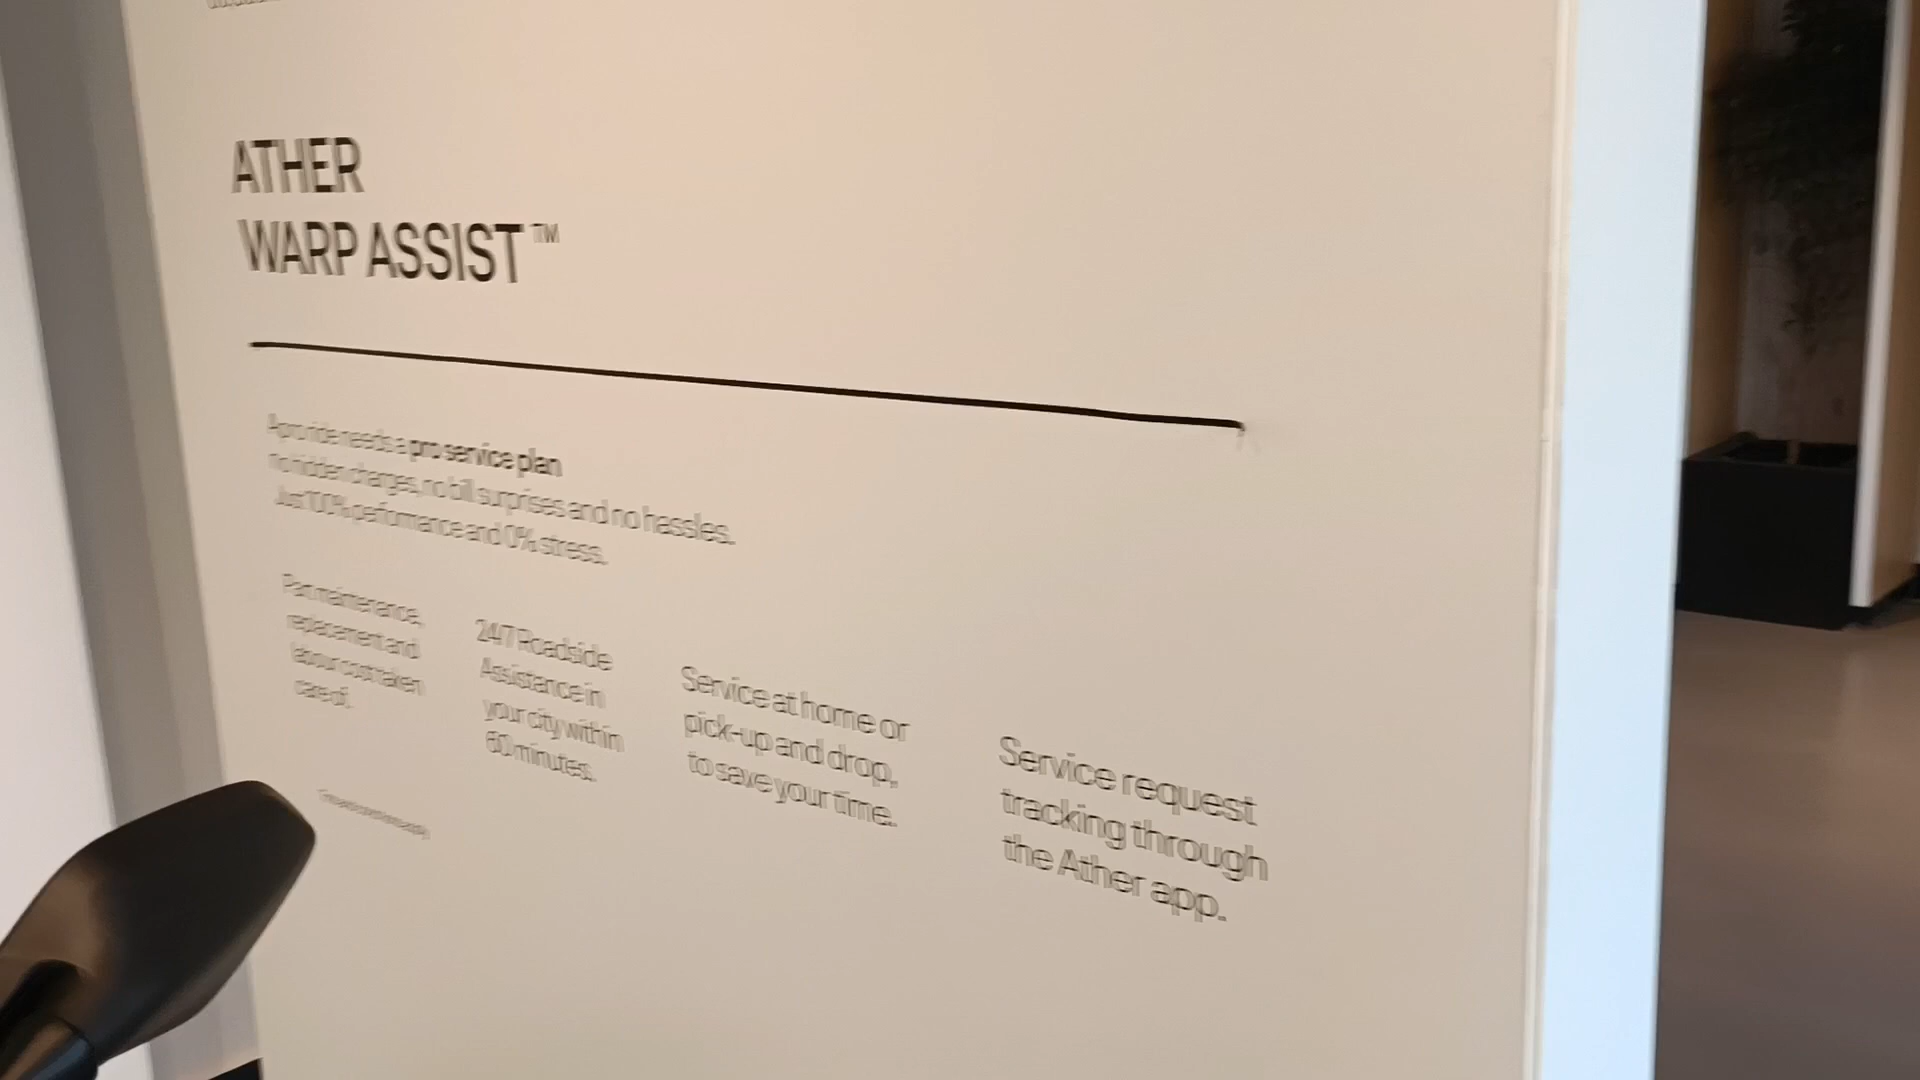 ATHER
WARP ASSIST™
A pro ride needs a pro service plan
no hidden charges, no bill surprises and no hassles.
Just 100% performance and 0% stress.
Part maintenance,
replacement and
labour cost taken
care of.
24/7 Roadside
Assistance in
your city within
60 minutes.
Service at home or
pick-up and drop,
to save your time.
Service request
tracking through
the Ather app.